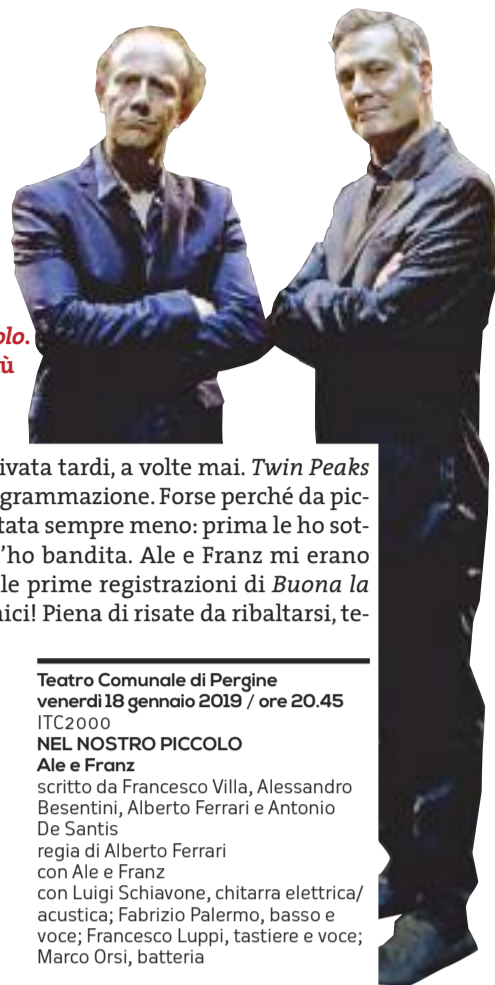 olo.
ù
ivata tardi, a volte mai. Twin Peaks
grammazione. Forse perché da pic-
tata sempre meno: prima le ho sot-
'ho bandita. Ale e Franz mi erano
le prime registrazioni di Buona la
nici! Piena di risate da ribaltarsi, te-
Teatro Comunale di Pergine
venerdì 18 gennaio 2019 / ore 20.45
ITC2000
NEL NOSTRO PICCOLO
Ale e Franz
scritto da Francesco Villa, Alessandro
Besentini, Alberto Ferrari e Antonio
De Santis
regia di Alberto Ferrari
con Ale e Franz
con Luigi Schiavone, chitarra elettrica/
acustica; Fabrizio Palermo, basso e
voce; Francesco Luppi, tastiere e voce;
Marco Orsi, batteria